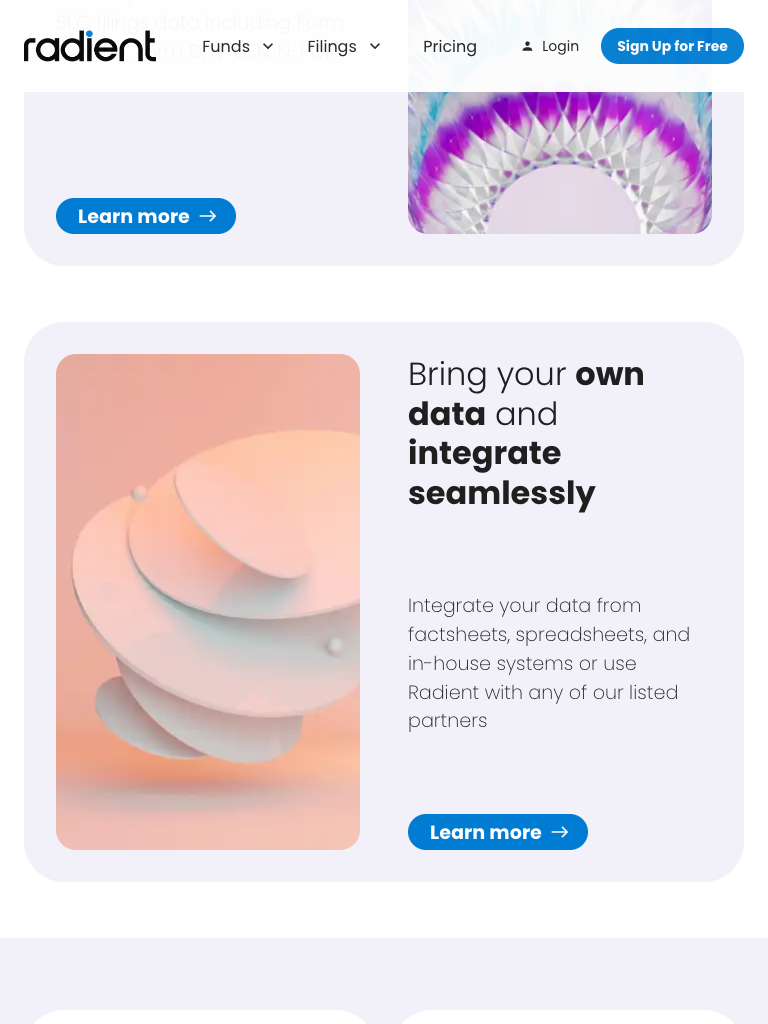 SEC filings data including Form
radient
Funds
Filings
Pricing
Login
Sign Up for Free
Learn more
Bring your own
data and
integrate
seamlessly
Integrate your data from
factsheets, spreadsheets, and
in-house systems or use
Radient with any of our listed
partners
Learn more